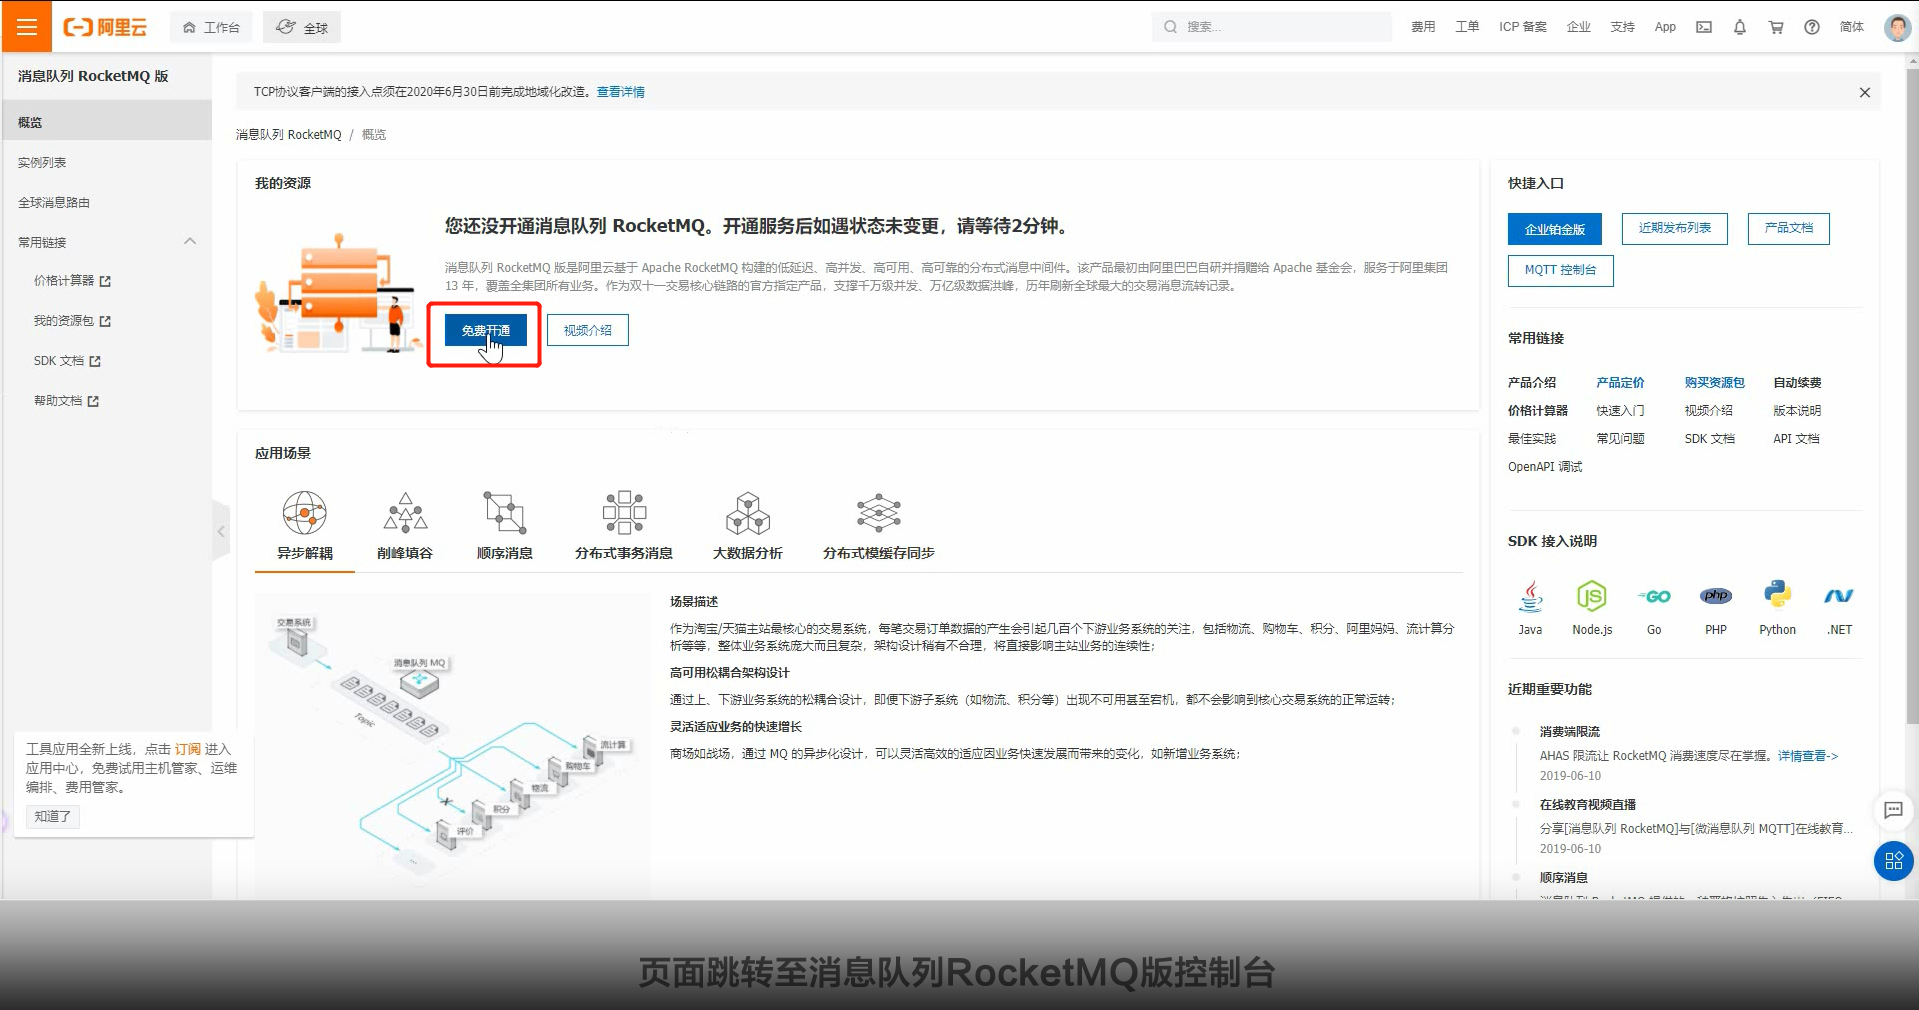 阿里云
工作台
全球
搜索...
费用
工单
ICP 备案
企业
支持
App
简体
消息队列 RocketMQ 版
概览
实例列表
全球消息路由
常用链接
价格计算器
我的资源包
SDK 文档
帮助文档
TCP协议客户端的接入点须在2020年6月30日前完成地域化改造。查看详情
消息队列 RocketMQ / 概览
我的资源
您还没开通消息队列 RocketMQ。开通服务后如遇状态未变更，请等待2分钟。
消息队列 RocketMQ 版是阿里云基于 Apache RocketMQ 构建的低延迟、高并发、高可用、高可靠的分布式消息中间件。该产品最初由阿里巴巴自研并捐赠给 Apache 基金会，服务于阿里集团
13 年，覆盖全集团所有业务。作为双十一交易核心链路的官方指定产品，支撑千万级并发、万亿级数据洪峰，历年刷新全球最大的交易消息流转记录。
免费开通
视频介绍
应用场景
异步解耦
削峰填谷
顺序消息
分布式事务消息
大数据分析
分布式模缓存同步
交易系统
消息队列 MQ
Topic
流计算
购物车
物流
积分
评价
...
场景描述
作为淘宝/天猫主站最核心的交易系统，每笔交易订单数据的产生会引起几百个下游业务系统的关注，包括物流、购物车、积分、阿里妈妈、流计算分
析等等，整体业务系统庞大而且复杂，架构设计稍有不合理，将直接影响主站业务的连续性；
高可用松耦合架构设计
通过上、下游业务系统的松耦合设计，即便下游子系统（如物流、积分等）出现不可用甚至宕机，都不会影响到核心交易系统的正常运转；
灵活适应业务的快速增长
商场如战场，通过 MQ 的异步化设计，可以灵活高效的适应因业务快速发展而带来的变化，如新增业务系统；
快捷入口
企业铂金版
近期发布列表
产品文档
MQTT 控制台
常用链接
产品介绍
产品定价
购买资源包
自动续费
价格计算器
快速入门
视频介绍
版本说明
最佳实践
常见问题
SDK 文档
API 文档
OpenAPI 调试
SDK 接入说明
JS
GO
php
Java
Node.js
Go
PHP
Python
.NET
近期重要功能
消费端限流
AHAS 限流让 RocketMQ 消费速度尽在掌握。详情查看->
2019-06-10
在线教育视频直播
分享[消息队列 RocketMQ]与[微消息队列 MQTT]在线教育...
2019-06-10
顺序消息
工具应用全新上线，点击 订阅 进入
应用中心，免费试用主机管家、运维
编排、费用管家。
知道了
页面跳转至消息队列RocketMQ版控制台